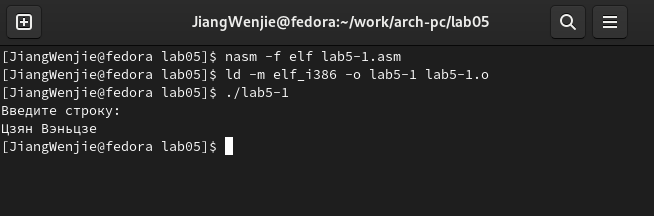 JiangWenjie@fedora:~/work/arch-pc/lab05
[JiangWenjie@fedora lab05]$ nasm -f elf lab5-1.asm
[JiangWenjie@fedora lab05]$ ld -m elf_i386 -o lab5-1 lab5-1.o
[JiangWenjie@fedora lab05]$ ./lab5-1
Введите строку:
Цзян Вэньцзе
[JiangWenjie@fedora lab05]$